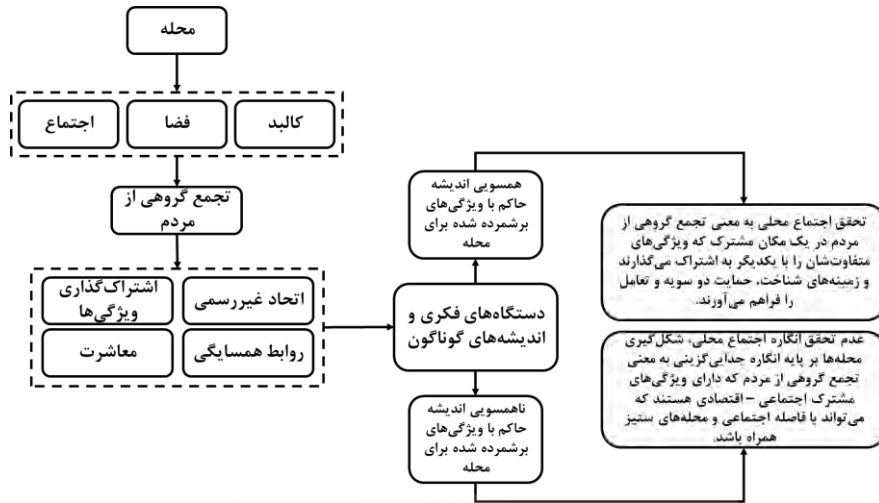 محله
کالبد
فضا
اجتماع
تجمع گروهی از
مردم
اتحاد غیررسمی
اشتراک‌گذاری
ویژگی‌ها
روابط همسایگی
معاشرت
دستگاه‌های فکری و
اندیشه‌های گوناگون
همسویی اندیشه
حاکم با ویژگی‌های
برشمرده شده برای
محله
ناهمسویی اندیشه
حاکم با ویژگی‌های
برشمرده شده برای
محله
تحقق اجتماع محلی به معنی تجمع گروهی از
مردم در یک مکان مشترک که ویژگی‌های
متفاوتشان را با یکدیگر به اشتراک می‌گذارند
و زمینه‌های شناخت، حمایت دو سویه و تعامل
را فراهم می‌آورند.
عدم تحقق انگاره اجتماع محلی، شکل‌گیری
محله‌ها بر پایه انگاره جدایی‌گزینی به معنی
تجمع گروهی از مردم که دارای ویژگی‌های
مشترک اجتماعی – اقتصادی هستند که
می‌تواند با فاصله اجتماعی و محله‌های ستیز
همراه باشد.